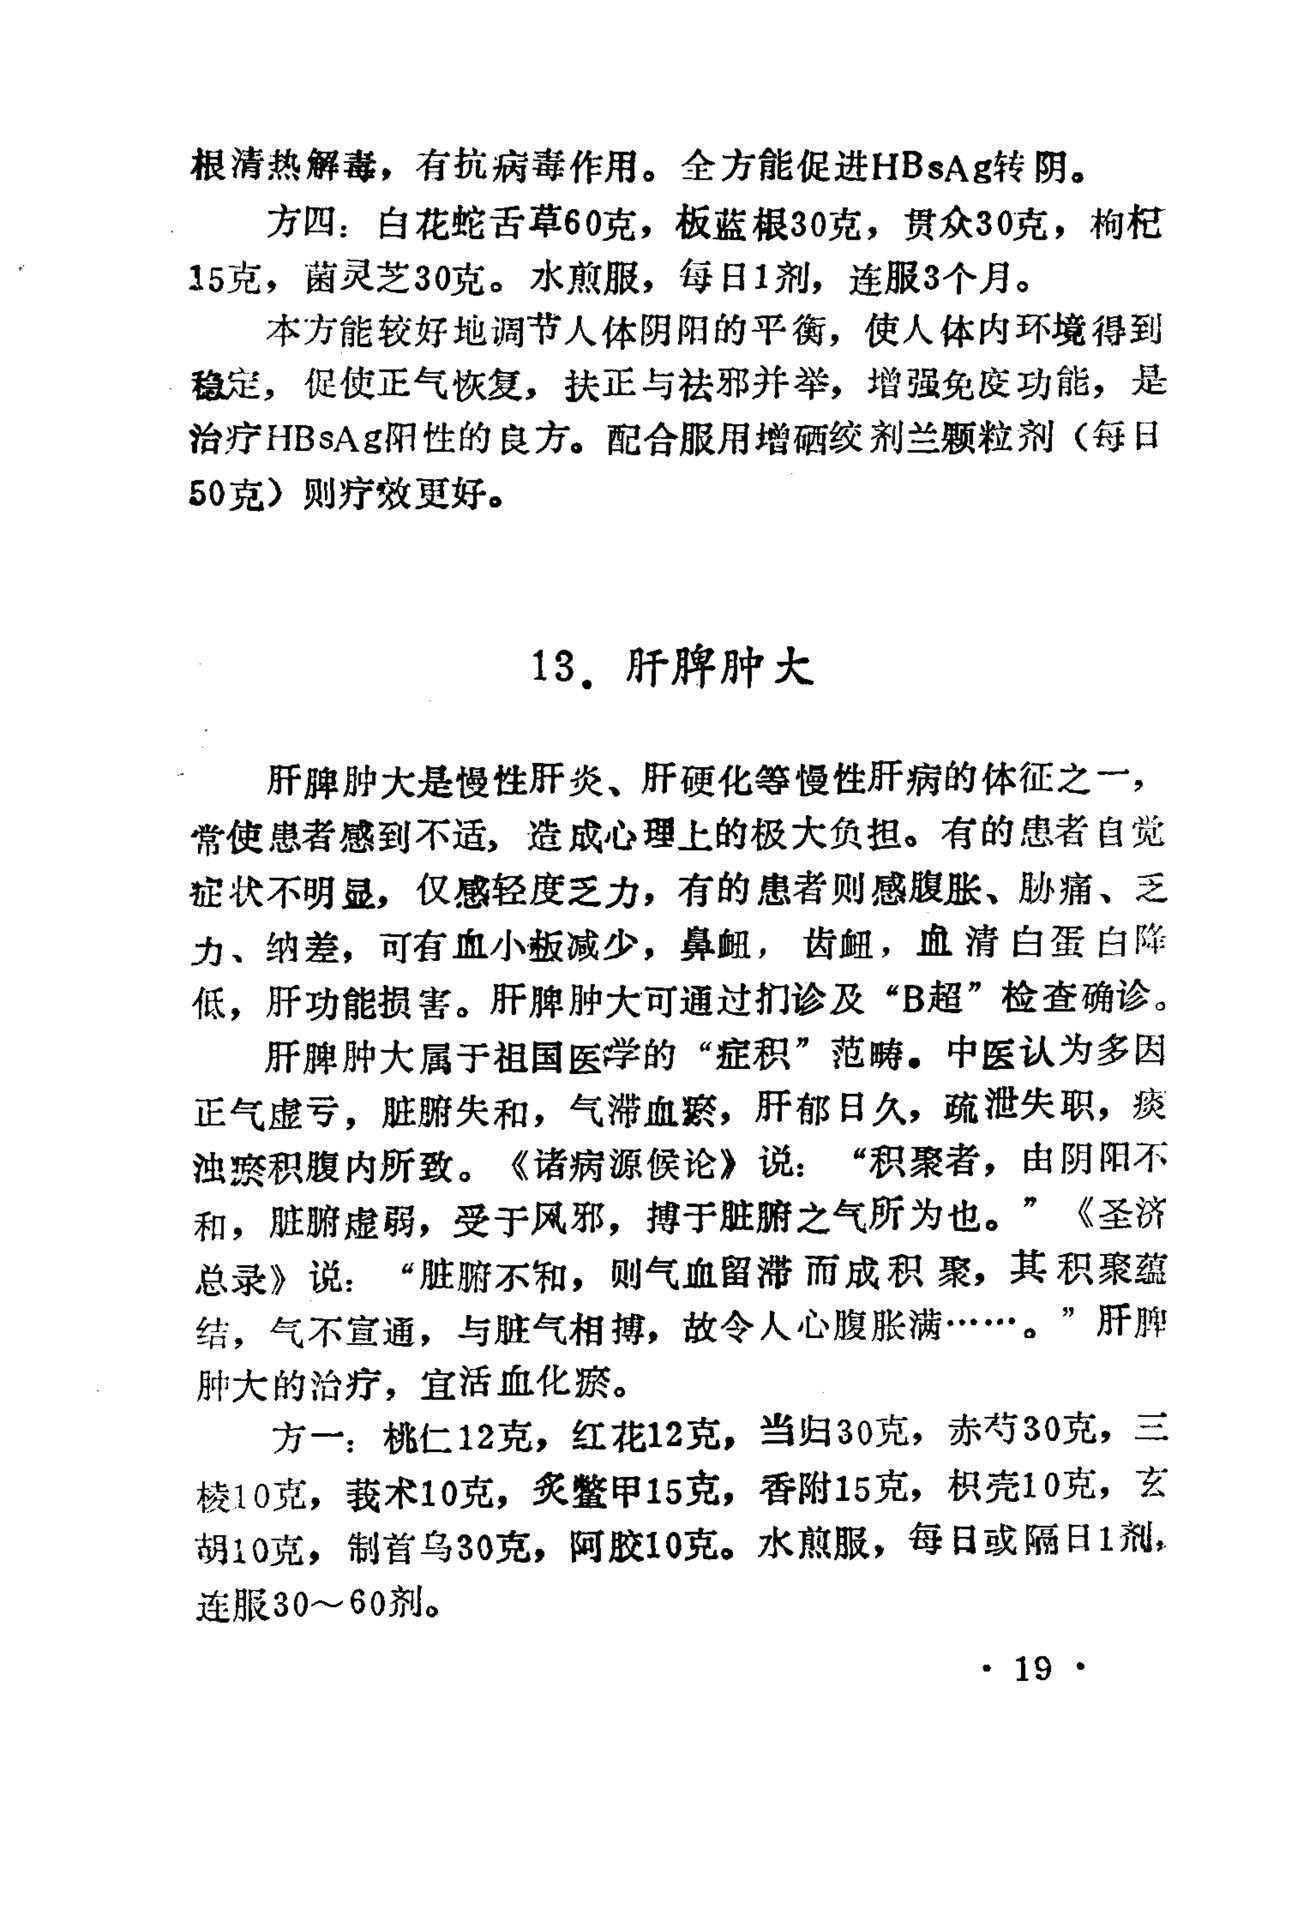 根清热解毒，有抗病毒作用。全方能促进HBsAg转阴。
方四：白花蛇舌草60克，板蓝根30克，贯众30克，枸杞
15克，菌灵芝30克。水煎服，每日1剂，连服3个月。
本方能较好地调节人体阴阳的平衡，使人体内环境得到
稳定，促使正气恢复，扶正与祛邪并举，增强免疫功能，是
治疗HBsAg阳性的良方。配合服用增硒绞剂兰颗粒剂（每日
50克）则疗效更好。
13．肝脾肿大
肝脾肿大是慢性肝炎、肝硬化等慢性肝病的体征之一，
常使患者感到不适，造成心理上的极大负担。有的患者自觉
症状不明显，仅感轻度乏力，有的患者则感腹胀、胁痛、乏
力、纳差，可有血小板减少，鼻衄，齿衄，血清白蛋白降
低，肝功能损害。肝脾肿大可通过扪诊及“B超”检查确诊。
肝脾肿大属于祖国医学的“症积”范畴。中医认为多因
正气虚亏，脏腑失和，气滞血瘀，肝郁日久，疏泄失职，痰
浊瘀积腹内所致。《诸病源候论》说：“积聚者，由阴阳不
和，脏腑虚弱，受于风邪，搏于脏腑之气所为也。”《圣济
总录》说：“脏腑不和，则气血留滞而成积聚，其积聚蕴
结，气不宣通，与脏气相搏，故令人心腹胀满……。”肝脾
肿大的治疗，宜活血化瘀。
方一：桃仁12克，红花12克，当归30克，赤芍30克，三
棱10克，莪术10克，炙鳖甲15克，香附15克，枳壳10克，玄
胡10克，制首乌30克，阿胶10克。水煎服，每日或隔日1剂，
连服30～60剂。
· 19 ·